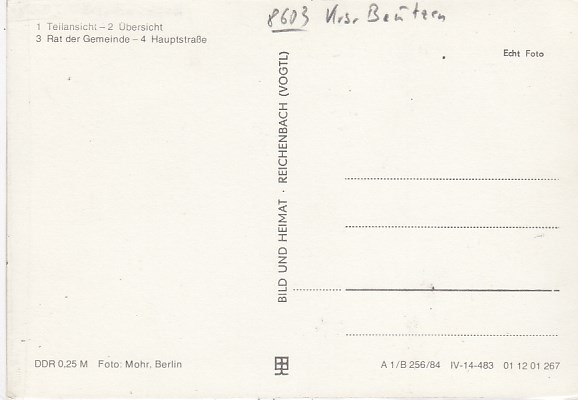 8603 Krsr Bautzen
1 Teilansicht – 2 Übersicht
3 Rat der Gemeinde – 4 Hauptstraße
Echt Foto
BILD UND HEIMAT · REICHENBACH (VOGTL)
DDR 0,25 M Foto: Mohr, Berlin
A 1/B 256/84 IV-14-483 01 12 01 267